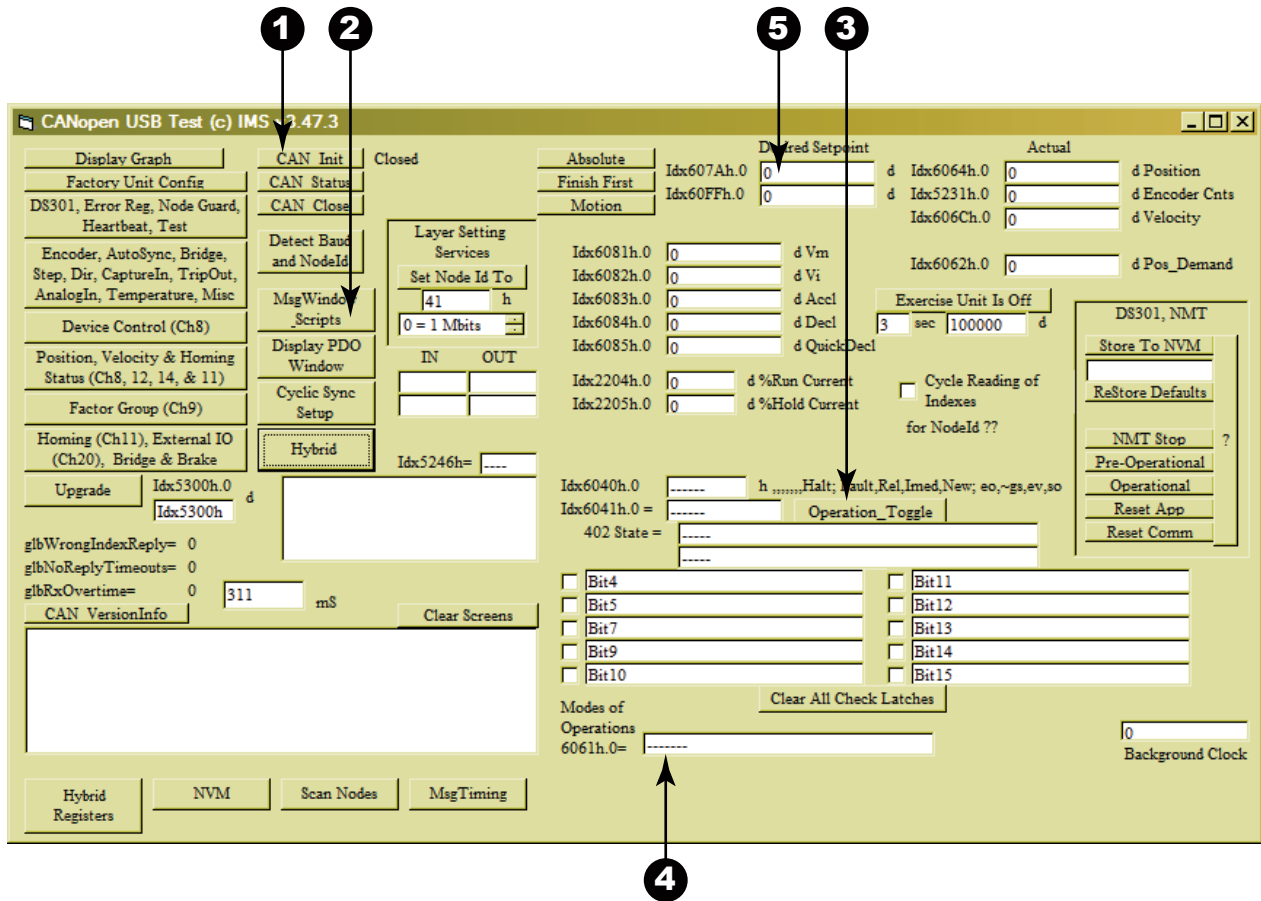 1 2 5 3
CANopen USB Test (c) IMS v3.47.3
Display Graph
Factory Unit Config
DS301, Error Reg, Node Guard,
Heartbeat, Test
Encoder, AutoSync, Bridge,
Step, Dir, CaptureIn, TripOut,
AnalogIn, Temperature, Misc
Device Control (Ch8)
Position, Velocity & Homing
Status (Ch8, 12, 14, & 11)
Factor Group (Ch9)
Homing (Ch11), External IO
(Ch20), Bridge & Brake
Upgrade
Idx5300h.0
Idx5300h d
glbWrongIndexReply= 0
glbNoReplyTimeouts= 0
glbRxOvertime= 0
311 mS
CAN_VersionInfo
Clear Screens
CAN_Init Closed
CAN_Status
CAN_Close
Detect Baud
and NodeId
MsgWindow
_Scripts
Display PDO
Window
Cyclic Sync
Setup
Hybrid
Layer Setting
Services
Set Node Id To
41 h
0 = 1 Mbits
IN OUT
Idx5246h= ----
Absolute
Finish First
Motion
Desired Setpoint
Idx607Ah.0 0 d
Idx60FFh.0 0 d
Actual
Idx6064h.0 0 d Position
Idx5231h.0 0 d Encoder Cnts
Idx606Ch.0 0 d Velocity
Idx6062h.0 0 d Pos_Demand
Idx6081h.0 0 d Vm
Idx6082h.0 0 d Vi
Idx6083h.0 0 d Accl
Idx6084h.0 0 d Decl
Idx6085h.0 0 d QuickDecl
Exercise Unit Is Off
3 sec 100000 d
Idx2204h.0 0 d %Run Current
Idx2205h.0 0 d %Hold Current
Cycle Reading of
Indexes
for NodeId ??
DS301, NMT
Store To NVM
ReStore Defaults
NMT Stop
Pre-Operational
Operational
Reset App
Reset Comm
?
Idx6040h.0 ------ h ,,,,,,,Halt; Fault,Rel,Imed,New; eo,~gs,ev,so
Idx6041h.0 = ------
Operation_Toggle
402 State = -----
-----
Bit4 Bit11
Bit5 Bit12
Bit7 Bit13
Bit9 Bit14
Bit10 Bit15
Clear All Check Latches
Modes of
Operations
6061h.0= -------
0
Background Clock
Hybrid
Registers
NVM
Scan Nodes
MsgTiming
4